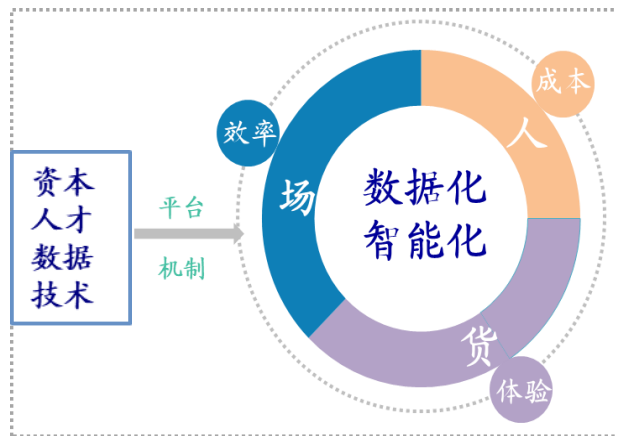 资本
人才
数据
技术
平台
机制
效率
场
数据化
智能化
人
成本
货
体验